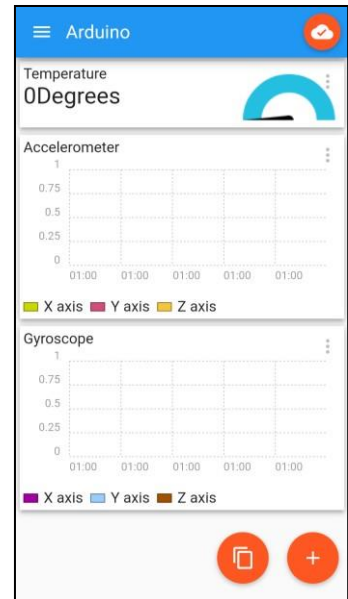 Arduino
Temperature
0Degrees
Accelerometer
1
0.75
0.5
0.25
0
01:00 01:00 01:00 01:00 01:00
X axis Y axis Z axis
Gyroscope
1
0.75
0.5
0.25
0
01:00 01:00 01:00 01:00 01:00
X axis Y axis Z axis